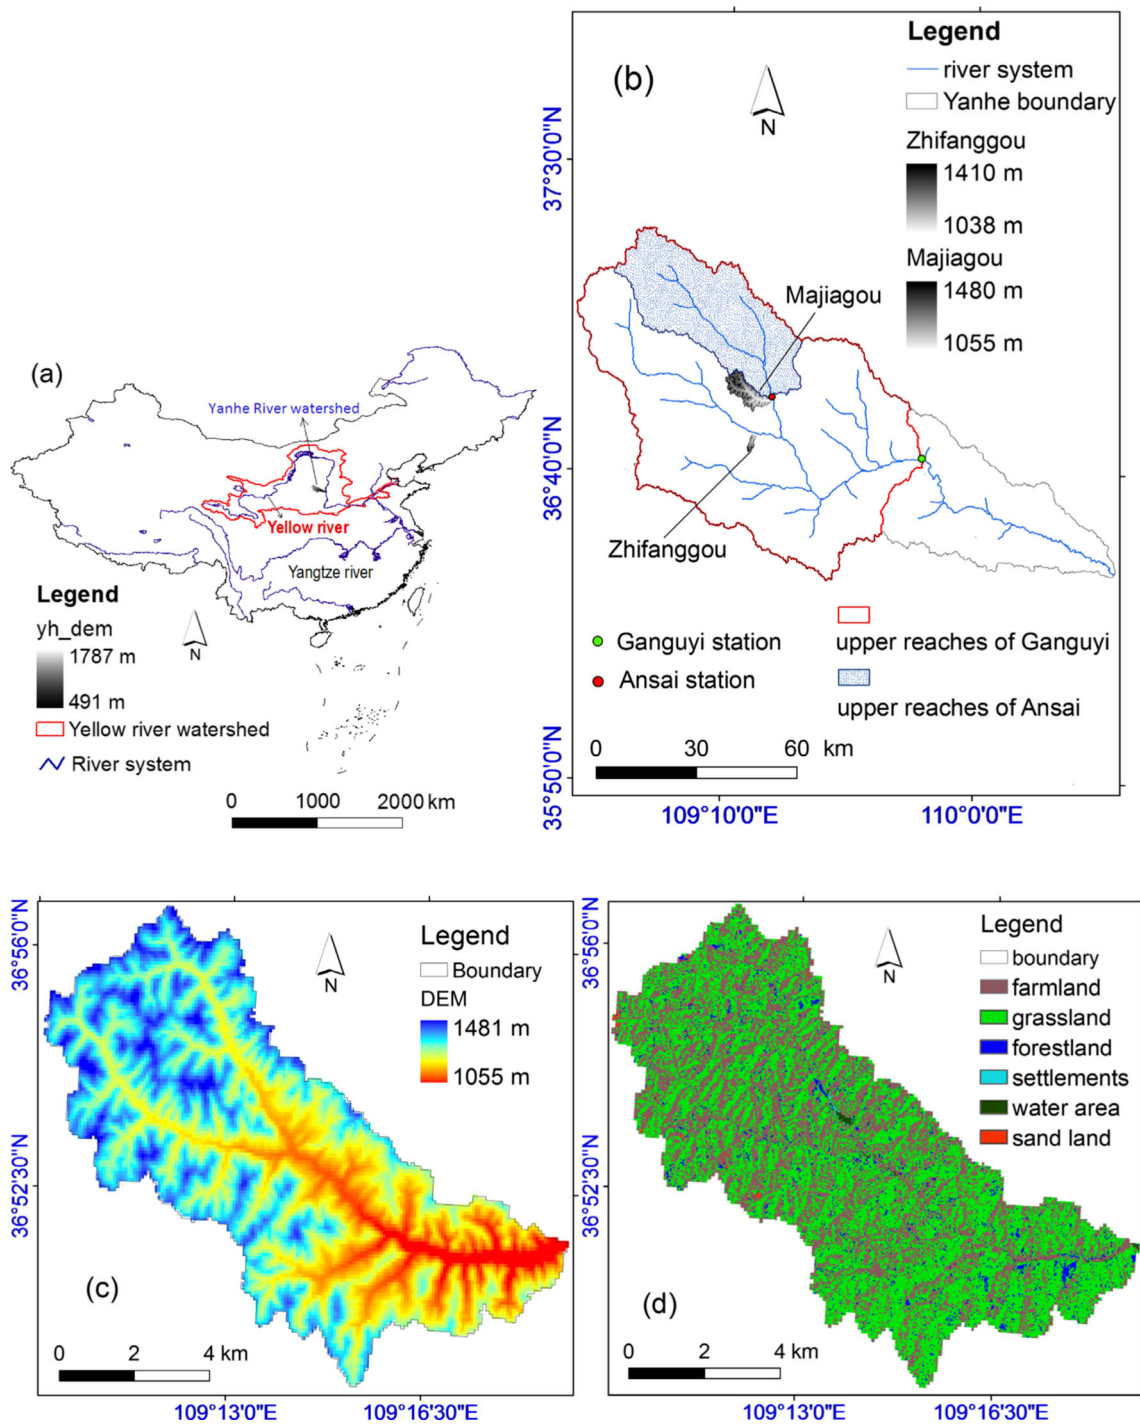 (a)
Yanhe River watershed
Yellow river
Yangtze river
Legend
yh_dem
1787 m
491 m
Yellow river watershed
River system
N
0 1000 2000 km
(b)
N
Legend
river system
Yanhe boundary
Zhifanggou
1410 m
1038 m
Majiagou
1480 m
1055 m
Majiagou
Zhifanggou
Ganguyi station
Ansai station
upper reaches of Ganguyi
upper reaches of Ansai
0 30 60 km
37°30'0"N
36°40'0"N
35°50'0"N
109°10'0"E
110°0'0"E
36°56'0"N
36°52'30"N
N
Legend
Boundary
DEM
1481 m
1055 m
(c)
0 2 4 km
109°13'0"E
109°16'30"E
36°56'0"N
36°52'30"N
N
Legend
boundary
farmland
grassland
forestland
settlements
water area
sand land
(d)
0 2 4 km
109°13'0"E
109°16'30"E